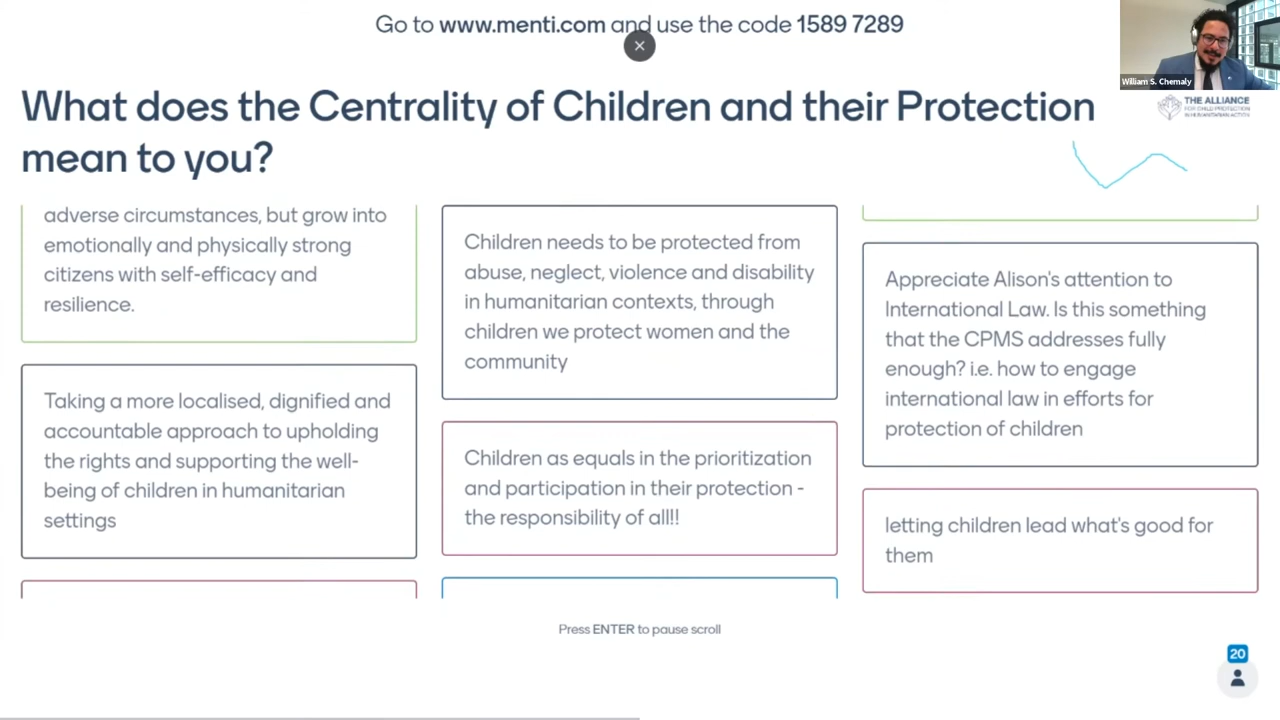 Go to www.menti.com and use the code 1589 7289
William S. Chemaly
What does the Centrality of Children and their Protection
mean to you?
THE ALLIANCE
FOR CHILD PROTECTION
IN HUMANITARIAN ACTION
adverse circumstances, but grow into
emotionally and physically strong
citizens with self-efficacy and
resilience.
Taking a more localised, dignified and
accountable approach to upholding
the rights and supporting the well-
being of children in humanitarian
settings
Children needs to be protected from
abuse, neglect, violence and disability
in humanitarian contexts, through
children we protect women and the
community
Children as equals in the prioritization
and participation in their protection -
the responsibility of all!!
Appreciate Alison's attention to
International Law. Is this something
that the CPMS addresses fully
enough? i.e. how to engage
international law in efforts for
protection of children
letting children lead what's good for
them
Press ENTER to pause scroll
20